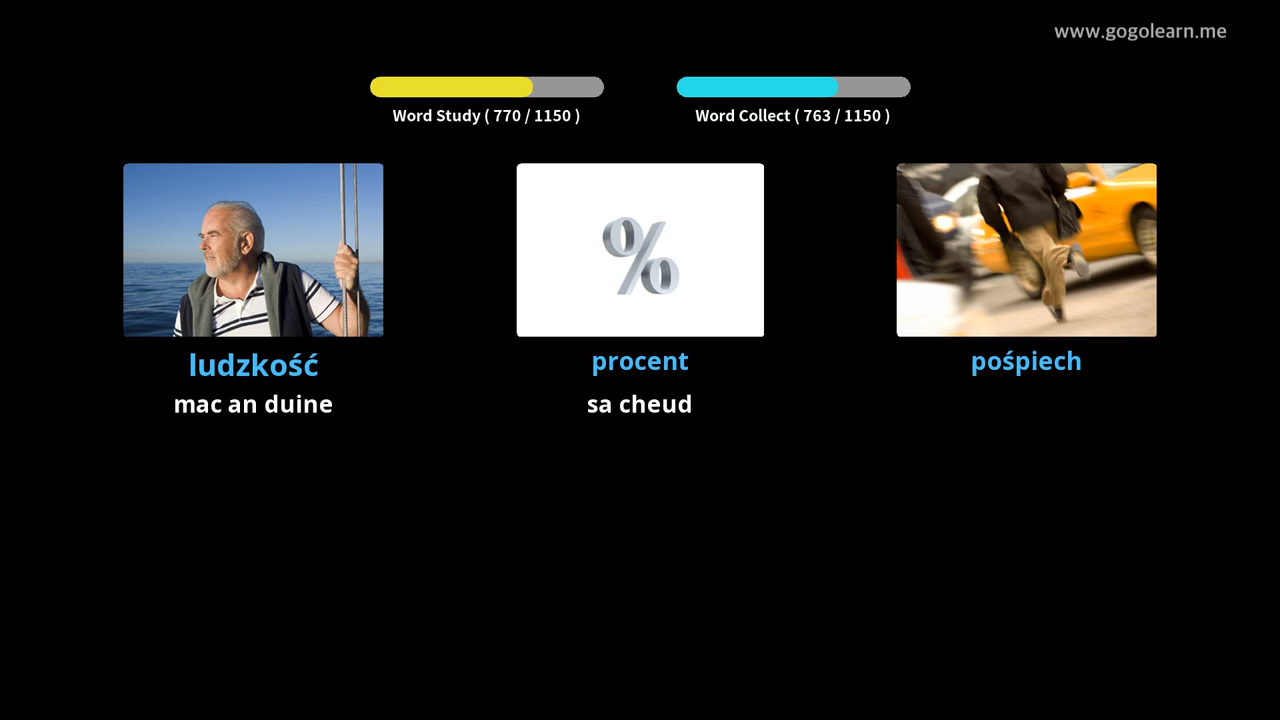 www.gogolearn.me
Word Study ( 770 / 1150 )
Word Collect ( 763 / 1150 )
%
ludzkość
procent
pośpiech
mac an duine
sa cheud